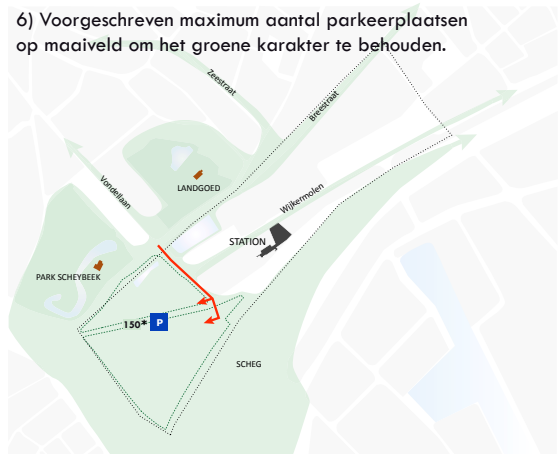 6) Voorgeschreven maximum aantal parkeerplaatsen
op maaiveld om het groene karakter te behouden.
Zeestraat
Breestraat
Vondellaan
LANDGOED
Wijkermolen
STATION
PARK SCHEYBEEK
150* P
SCHEG